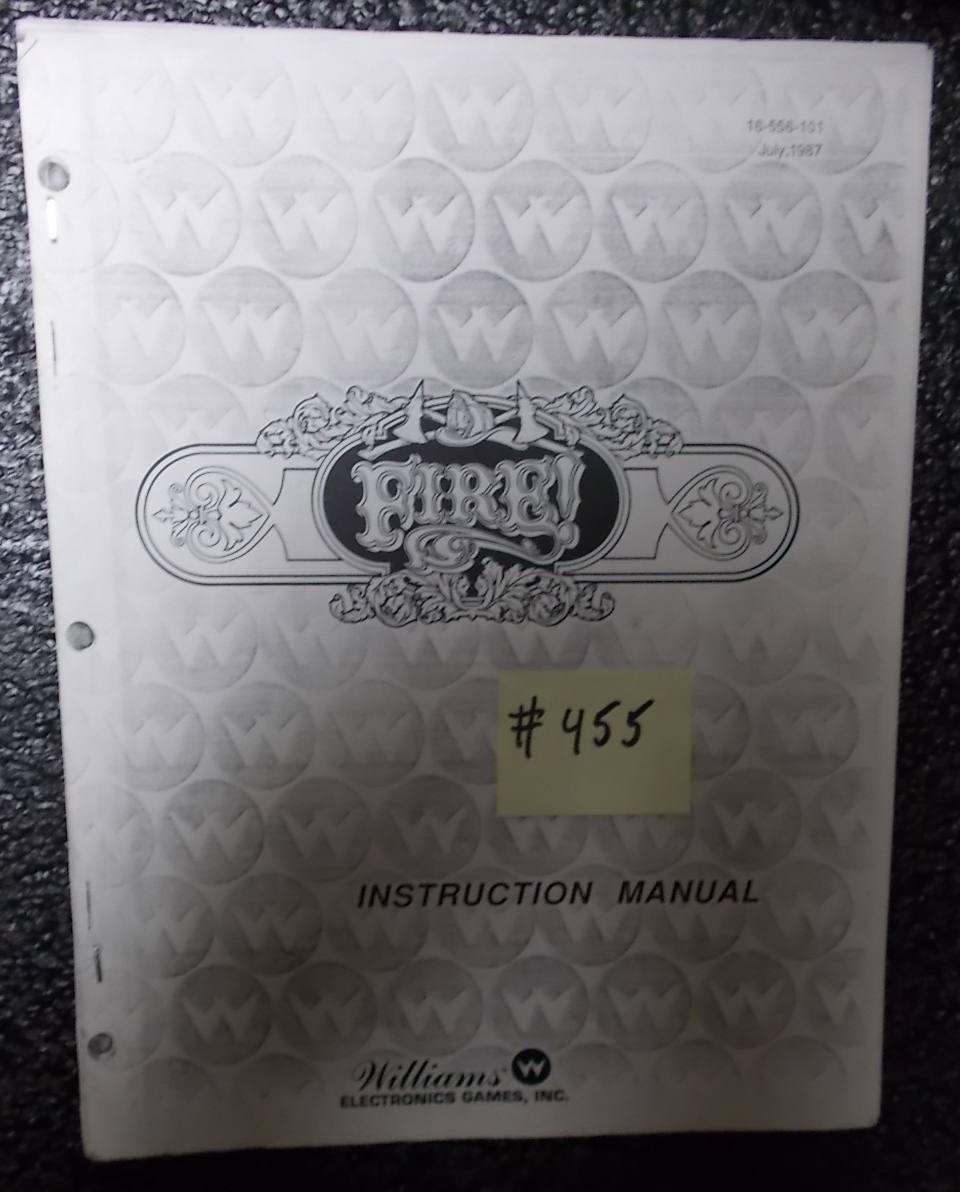 16-556-101
July, 1987
FIRE!
#455
INSTRUCTION MANUAL
Williams W
ELECTRONICS GAMES, INC.